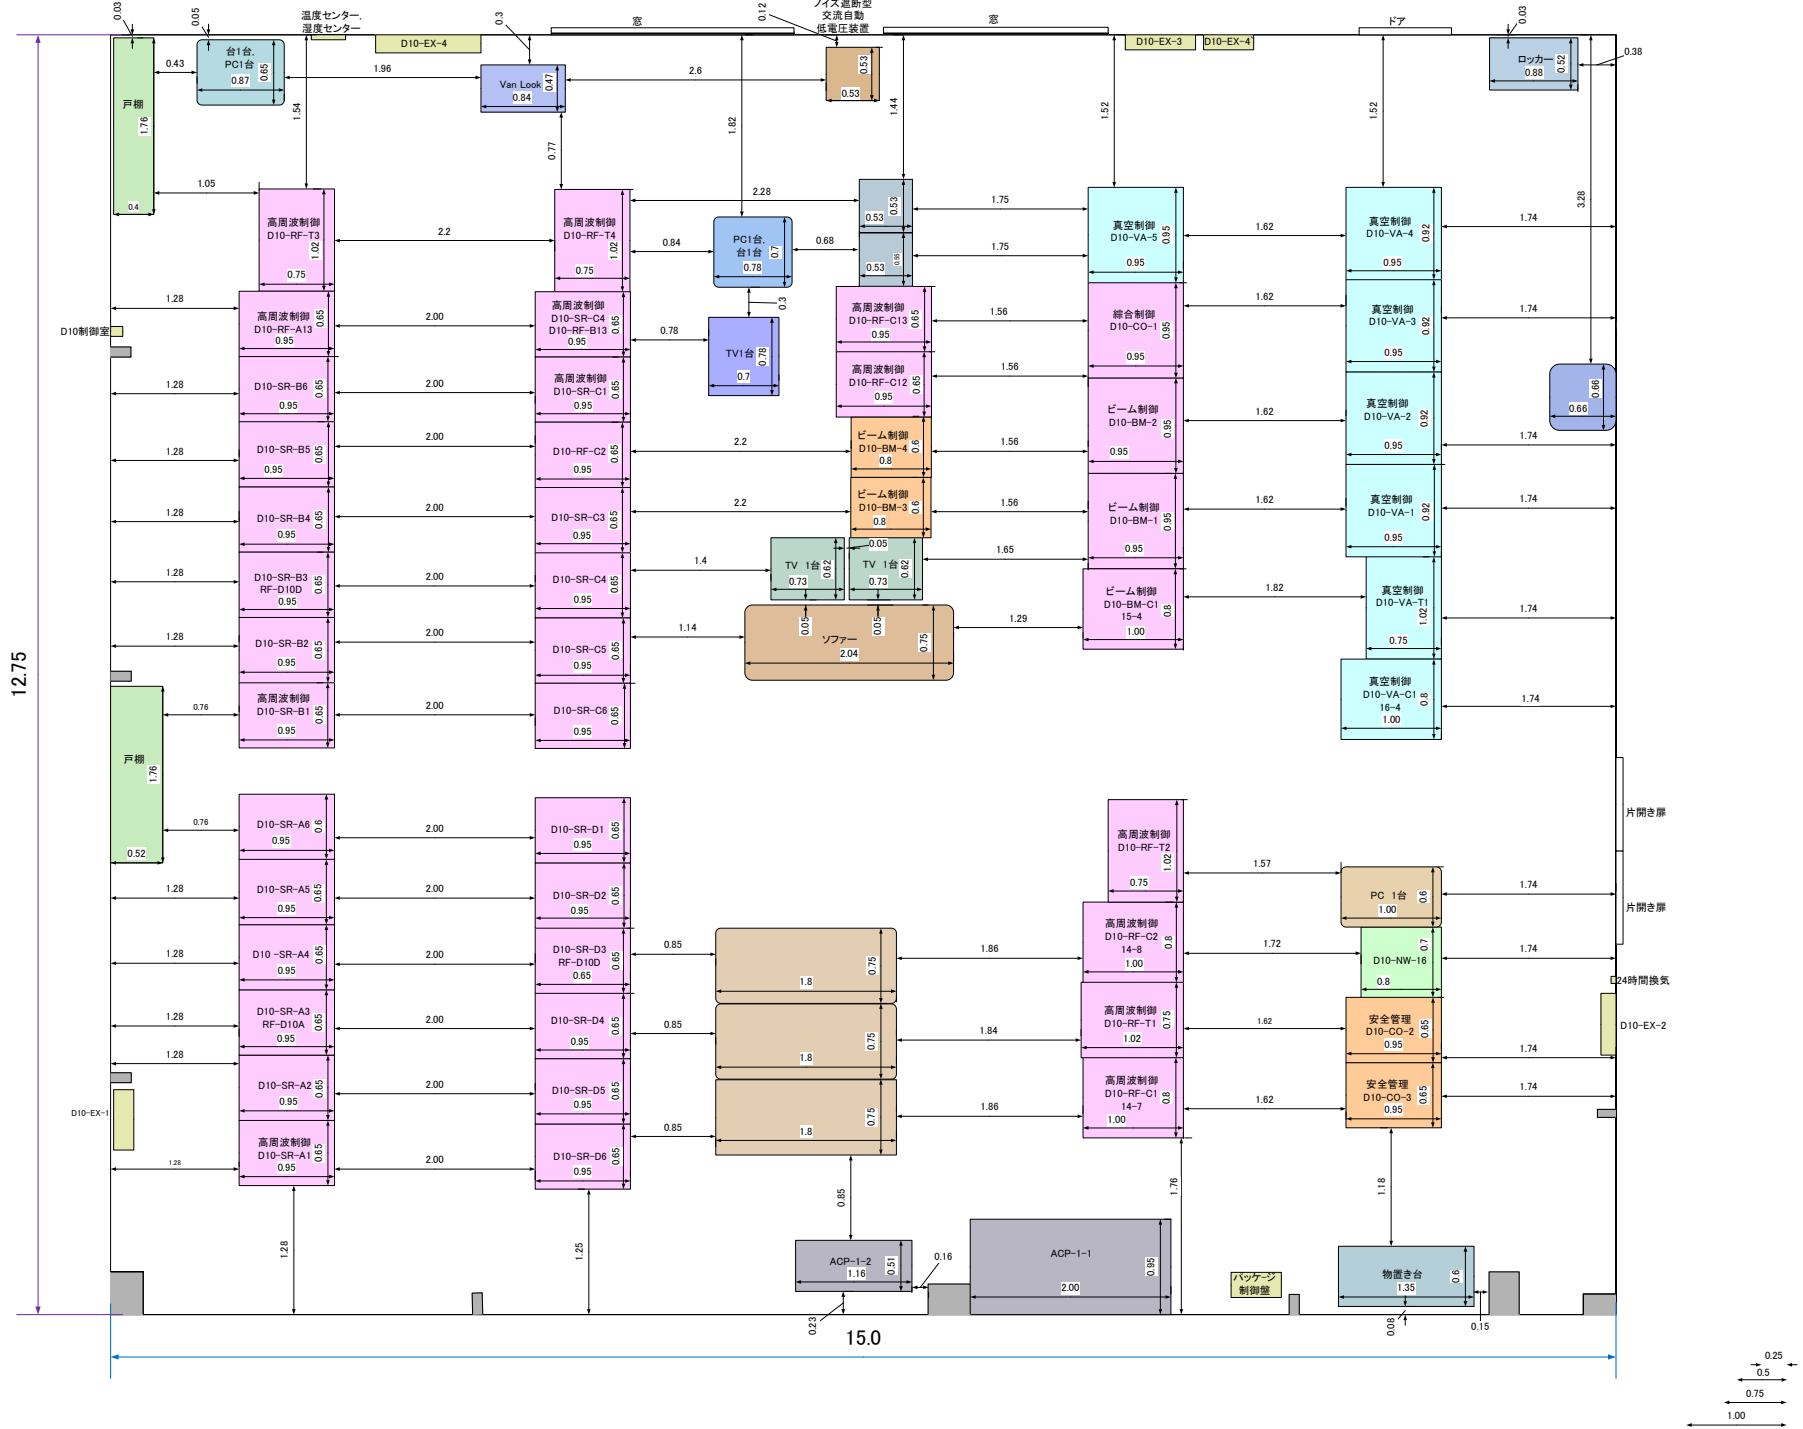 0.03
0.05
温度センター,
湿度センター
0.3
窓
0.12
ノイズ遮断型
交流自動
低電圧装置
窓
ドア
0.03
0.38
D10-EX-4
D10-EX-3
D10-EX-4
戸棚
1.76
0.4
0.43
台1台,
PC1台
0.65
0.87
1.96
1.54
Van Look
0.47
0.84
2.6
0.53
0.53
1.82
1.44
1.52
1.52
ロッカー
0.52
0.88
3.28
0.77
1.05
高周波制御
D10-RF-T3
1.02
0.75
2.2
高周波制御
D10-RF-T4
1.02
0.75
2.28
0.84
PC1台,
台1台
0.7
0.78
0.68
0.53
0.53
0.55
0.53
1.75
1.75
真空制御
D10-VA-5
0.95
0.95
1.62
真空制御
D10-VA-4
0.92
0.95
1.74
D10制御室
1.28
高周波制御
D10-RF-A13
0.65
0.95
2.00
高周波制御
D10-SR-C4
D10-RF-B13
0.65
0.95
0.78
0.3
TV1台
0.78
0.7
高周波制御
D10-RF-C13
0.65
0.95
1.56
綜合制御
D10-CO-1
0.95
0.95
1.62
真空制御
D10-VA-3
0.92
0.95
1.74
1.28
D10-SR-B6
0.65
0.95
2.00
高周波制御
D10-SR-C1
0.65
0.95
高周波制御
D10-RF-C12
0.65
0.95
1.56
ビーム制御
D10-BM-2
0.95
0.95
1.62
真空制御
D10-VA-2
0.92
0.95
1.74
0.66
0.66
1.28
D10-SR-B5
0.65
0.95
2.00
D10-RF-C2
0.65
0.95
2.2
ビーム制御
D10-BM-4
0.6
0.8
1.56
1.28
D10-SR-B4
0.65
0.95
2.00
D10-SR-C3
0.65
0.95
2.2
ビーム制御
D10-BM-3
0.6
0.8
1.56
ビーム制御
D10-BM-1
0.95
0.95
1.62
真空制御
D10-VA-1
0.92
0.95
1.74
1.28
D10-SR-B3
RF-D10D
0.65
0.95
2.00
D10-SR-C4
0.65
0.95
1.4
TV 1台
0.62
0.73
0.05
TV 1台
0.62
0.73
1.65
ビーム制御
D10-BM-C1
15-4
0.8
1.00
1.82
真空制御
D10-VA-T1
1.02
0.75
1.74
1.28
D10-SR-B2
0.65
0.95
2.00
D10-SR-C5
0.65
0.95
1.14
0.05
0.05
ソファー
2.04
0.75
1.29
12.75
0.76
高周波制御
D10-SR-B1
0.65
0.95
2.00
D10-SR-C6
0.65
0.95
真空制御
D10-VA-C1
16-4
0.8
1.00
1.74
戸棚
1.76
0.52
0.76
D10-SR-A6
0.6
0.95
2.00
D10-SR-D1
0.65
0.95
高周波制御
D10-RF-T2
1.02
0.75
1.57
片開き扉
1.28
D10-SR-A5
0.65
0.95
2.00
D10-SR-D2
0.65
0.95
PC 1台
0.6
1.00
1.74
片開き扉
1.28
D10 -SR-A4
0.65
0.95
2.00
D10-SR-D3
RF-D10D
0.65
0.65
0.85
1.8
0.75
1.86
高周波制御
D10-RF-C2
14-8
0.8
1.00
1.72
D10-NW-16
0.7
0.8
1.74
24時間換気
1.28
D10-SR-A3
RF-D10A
0.65
0.95
2.00
D10-SR-D4
0.65
0.95
0.85
1.8
0.75
1.84
高周波制御
D10-RF-T1
0.75
1.02
1.62
安全管理
D10-CO-2
0.65
0.95
1.74
D10-EX-2
1.28
D10-SR-A2
0.65
0.95
2.00
D10-SR-D5
0.65
0.95
1.8
0.75
1.86
高周波制御
D10-RF-C1
14-7
0.8
1.00
1.62
安全管理
D10-CO-3
0.65
0.95
1.74
D10-EX-1
1.28
高周波制御
D10-SR-A1
0.65
0.95
2.00
D10-SR-D6
0.65
0.95
0.85
1.28
1.25
0.85
1.76
1.18
ACP-1-2
0.51
1.16
0.16
0.23
ACP-1-1
0.95
2.00
パッケージ
制御盤
物置き台
0.6
1.35
0.08
0.15
15.0
0.25
0.5
0.75
1.00